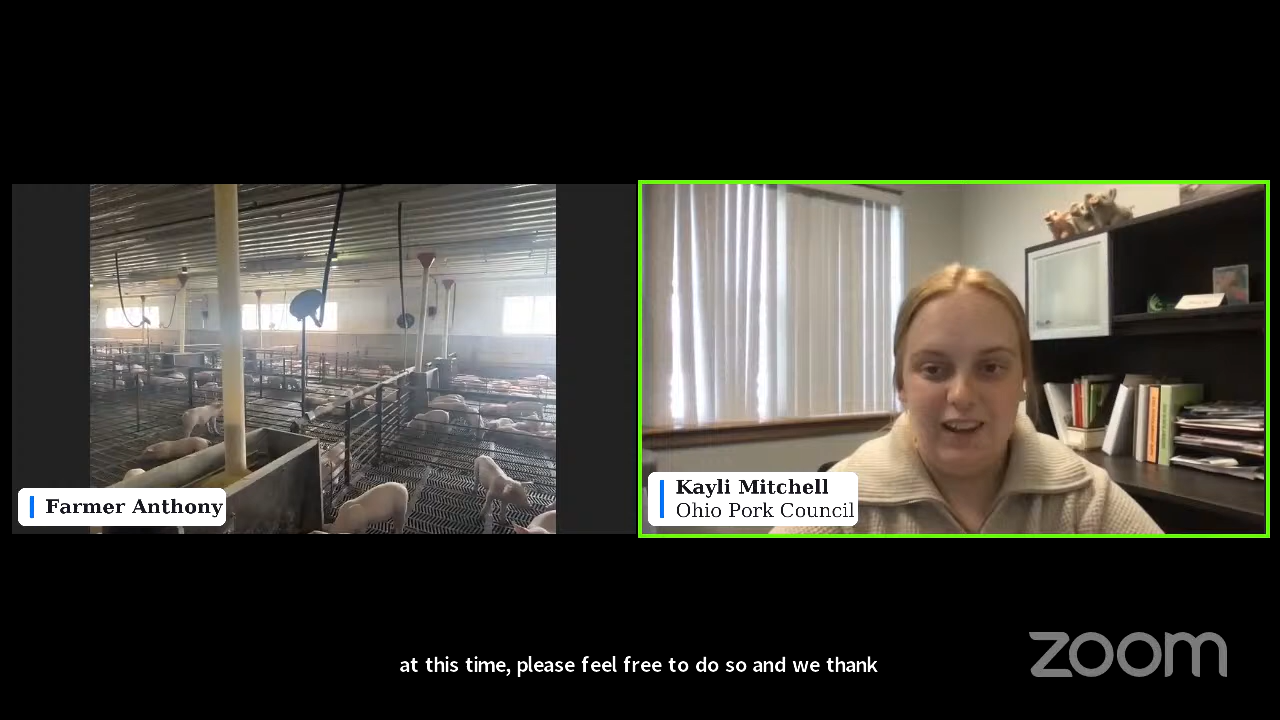 Farmer Anthony
Kayli Mitchell
Ohio Pork Council
at this time, please feel free to do so and we thank
zoom